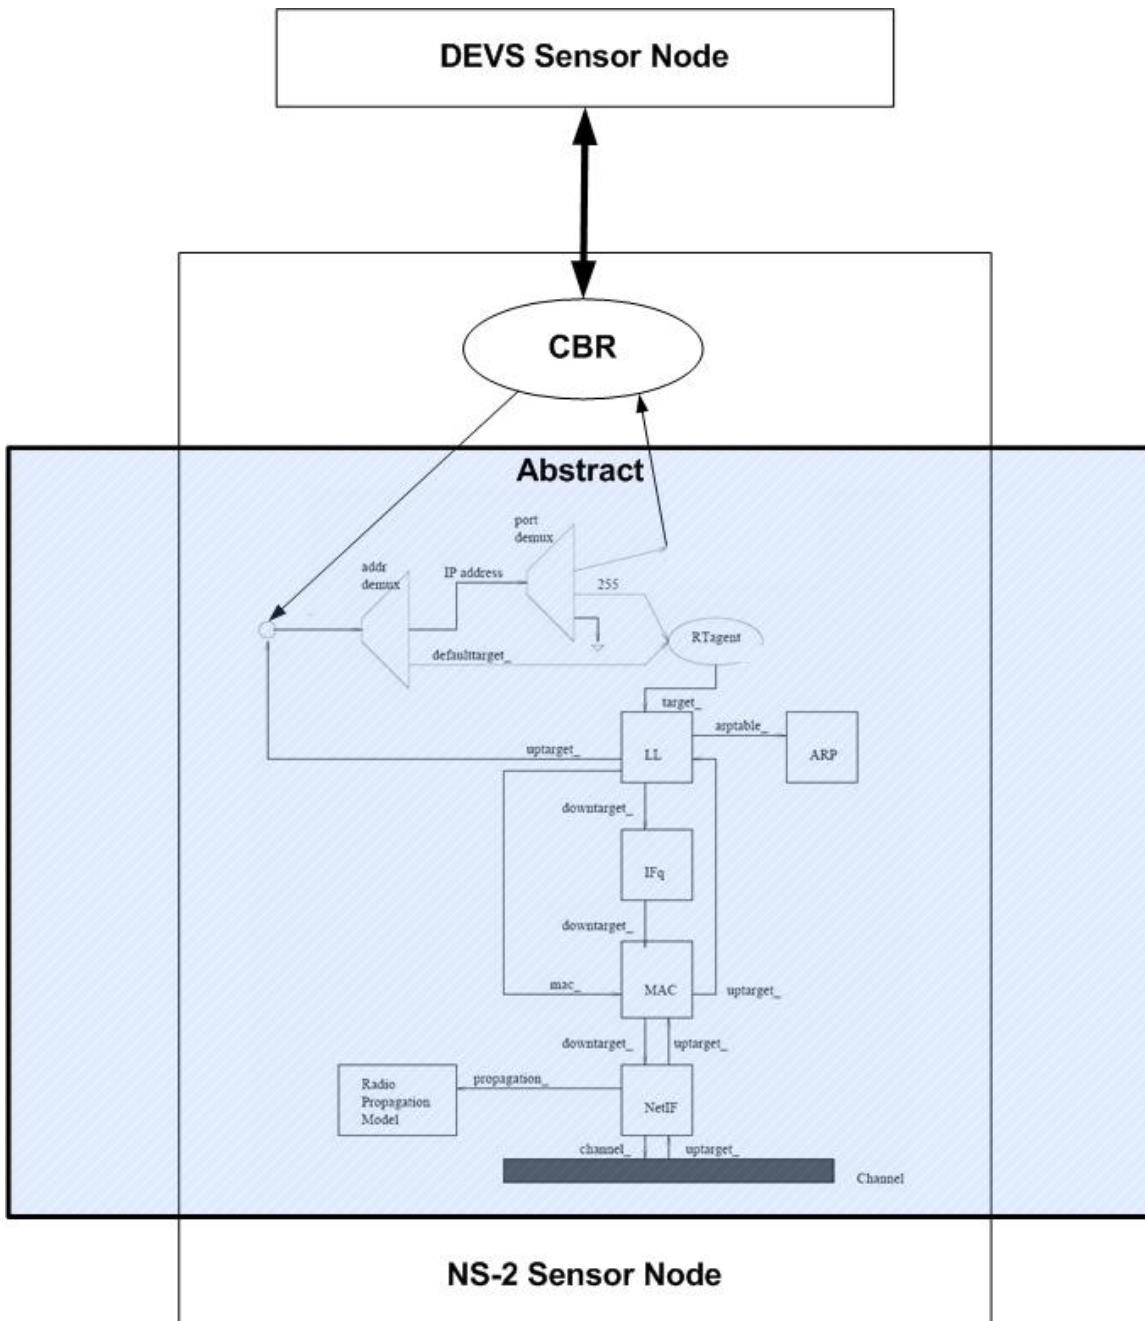 DEVS Sensor Node
CBR
Abstract
port
demux
addr
demux
IP address
255
RTagent
defaulttarget_
target_
arptable_
uptarget_
LL
ARP
downtarget_
IFq
downtarget_
mac_
MAC
uptarget_
downtarget_
uptarget_
propagation_
Radio
Propagation
Model
NetIF
channel_
uptarget_
Channel
NS-2 Sensor Node